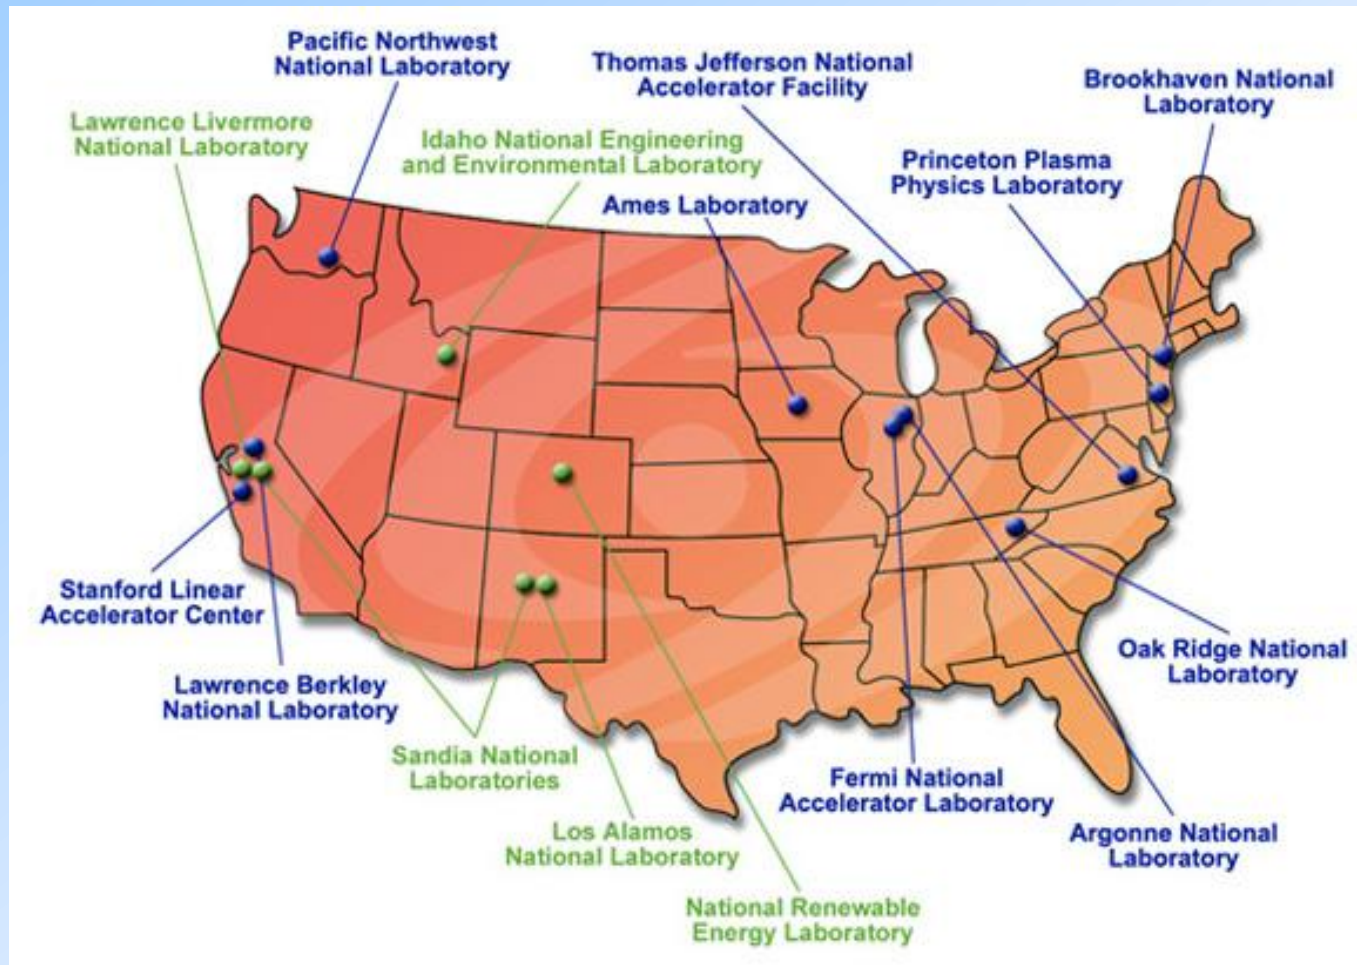 Pacific Northwest
National Laboratory
Thomas Jefferson National
Accelerator Facility
Brookhaven National
Laboratory
Lawrence Livermore
National Laboratory
Idaho National Engineering
and Environmental Laboratory
Princeton Plasma
Physics Laboratory
Ames Laboratory
Stanford Linear
Accelerator Center
Lawrence Berkley
National Laboratory
Oak Ridge National
Laboratory
Sandia National
Laboratories
Fermi National
Accelerator Laboratory
Los Alamos
National Laboratory
Argonne National
Laboratory
National Renewable
Energy Laboratory